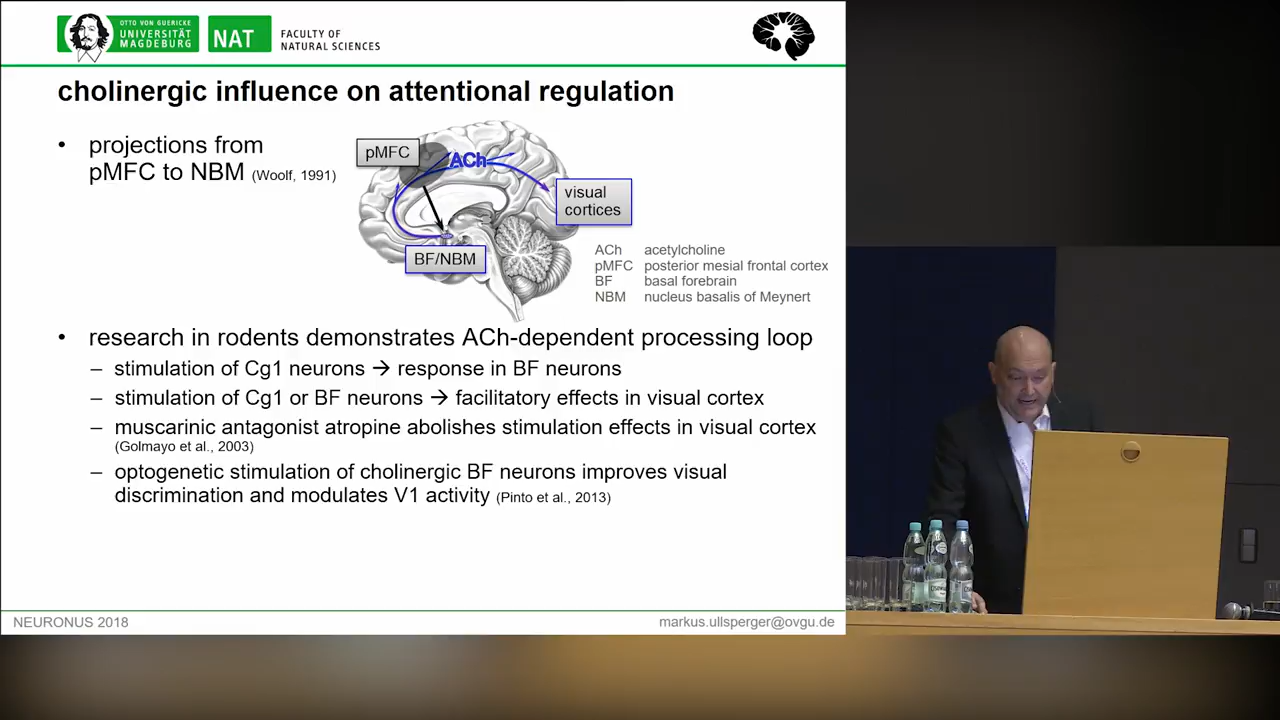 OTTO VON GUERICKE
UNIVERSITÄT
MAGDEBURG
NAT
FACULTY OF
NATURAL SCIENCES
cholinergic influence on attentional regulation
• projections from
pMFC to NBM (Woolf, 1991)
pMFC
ACh
visual
cortices
BF/NBM
ACh acetylcholine
pMFC posterior mesial frontal cortex
BF basal forebrain
NBM nucleus basalis of Meynert
• research in rodents demonstrates ACh-dependent processing loop
– stimulation of Cg1 neurons → response in BF neurons
– stimulation of Cg1 or BF neurons → facilitatory effects in visual cortex
– muscarinic antagonist atropine abolishes stimulation effects in visual cortex
(Golmayo et al., 2003)
– optogenetic stimulation of cholinergic BF neurons improves visual
discrimination and modulates V1 activity (Pinto et al., 2013)
NEURONUS 2018
markus.ullsperger@ovgu.de